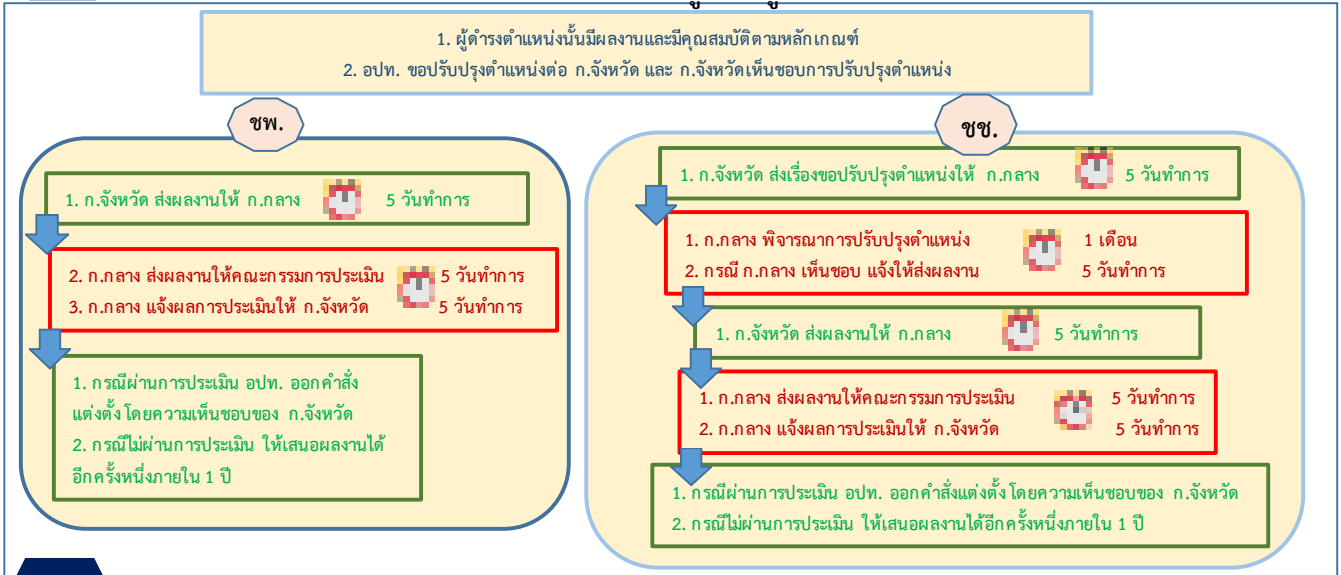 1. ผู้ดำรงตำแหน่งนั้นมีผลงานและมีคุณสมบัติตามหลักเกณฑ์
2. อปท. ขอปรับปรุงตำแหน่งต่อ ก.จังหวัด และ ก.จังหวัดเห็นชอบการปรับปรุงตำแหน่ง
ชพ.
1. ก.จังหวัด ส่งผลงานให้ ก.กลาง 5 วันทำการ
2. ก.กลาง ส่งผลงานให้คณะกรรมการประเมิน 5 วันทำการ
3. ก.กลาง แจ้งผลการประเมินให้ ก.จังหวัด 5 วันทำการ
1. กรณีผ่านการประเมิน อปท. ออกคำสั่ง
แต่งตั้ง โดยความเห็นชอบของ ก.จังหวัด
2. กรณีไม่ผ่านการประเมิน ให้เสนอผลงานได้
อีกครั้งหนึ่งภายใน 1 ปี
ชช.
1. ก.จังหวัด ส่งเรื่องขอปรับปรุงตำแหน่งให้ ก.กลาง 5 วันทำการ
1. ก.กลาง พิจารณาการปรับปรุงตำแหน่ง 1 เดือน
2. กรณี ก.กลาง เห็นชอบ แจ้งให้ส่งผลงาน 5 วันทำการ
1. ก.จังหวัด ส่งผลงานให้ ก.กลาง 5 วันทำการ
1. ก.กลาง ส่งผลงานให้คณะกรรมการประเมิน 5 วันทำการ
2. ก.กลาง แจ้งผลการประเมินให้ ก.จังหวัด 5 วันทำการ
1. กรณีผ่านการประเมิน อปท. ออกคำสั่งแต่งตั้ง โดยความเห็นชอบของ ก.จังหวัด
2. กรณีไม่ผ่านการประเมิน ให้เสนอผลงานได้อีกครั้งหนึ่งภายใน 1 ปี